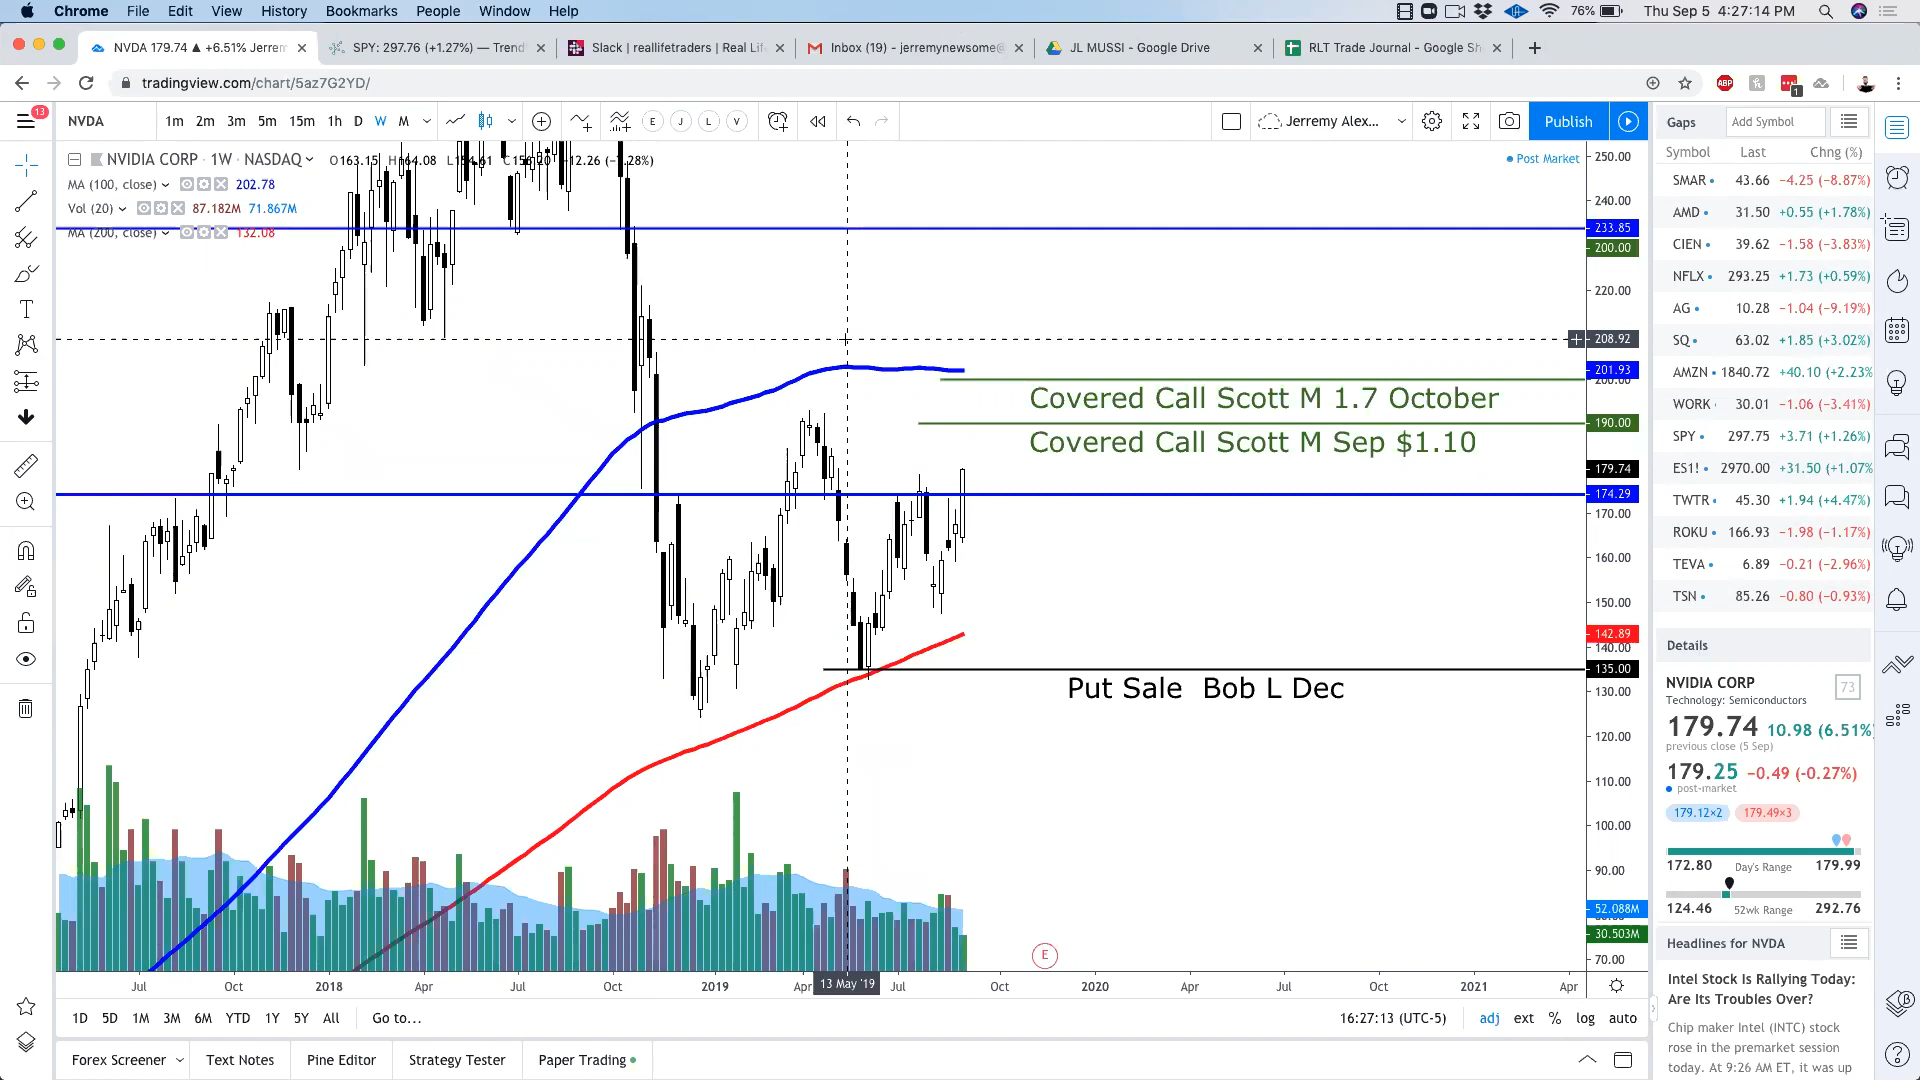 Chrome File Edit View History Bookmarks People Window Help 76% Thu Sep 5 4:27:14 PM
NVDA 179.74 ▲ +6.51% Jerrem SPY: 297.76 (+1.27%) — Trend Slack | reallifetraders | Real Lif Inbox (19) - jerremynewsome@ JL MUSSI - Google Drive RLT Trade Journal - Google Sh
tradingview.com/chart/5az7G2YD/ ABP 1
13 NVDA 1m 2m 3m 5m 15m 1h D W M E J L V Jerremy Alex... Publish
NVIDIA CORP · 1W · NASDAQ O163.15 H164.08 L154.61 C156.20 −12.26 (−7.28%)
Post Market
MA (100, close) 202.78
Vol (20) 87.182M 71.867M
MA (200, close) 132.08
250.00
240.00
233.85
200.00
220.00
208.92
201.93
200.00
190.00
179.74
174.29
170.00
160.00
150.00
142.89
140.00
135.00
130.00
120.00
110.00
100.00
90.00
52.088M
30.503M
70.00
Covered Call Scott M 1.7 October
Covered Call Scott M Sep $1.10
Put Sale Bob L Dec
E
Jul Oct 2018 Apr Jul Oct 2019 Apr 13 May '19 Jul Oct 2020 Apr Jul Oct 2021 Apr
1D 5D 1M 3M 6M YTD 1Y 5Y All Go to... 16:27:13 (UTC-5) adj ext % log auto
Forex Screener Text Notes Pine Editor Strategy Tester Paper Trading
Gaps Add Symbol
Symbol Last Chng (%)
SMAR 43.66 −4.25 (−8.87%)
AMD 31.50 +0.55 (+1.78%)
CIEN 39.62 −1.58 (−3.83%)
NFLX 293.25 +1.73 (+0.59%)
AG 10.28 −1.04 (−9.19%)
SQ 63.02 +1.85 (+3.02%)
AMZN 1840.72 +40.10 (+2.23%
WORK 30.01 −1.06 (−3.41%)
SPY 297.75 +3.71 (+1.26%)
ES1! 2970.00 +31.50 (+1.07%
TWTR 45.30 +1.94 (+4.47%)
ROKU 166.93 −1.98 (−1.17%)
TEVA 6.89 −0.21 (−2.96%)
TSN 85.26 −0.80 (−0.93%)
Details
NVIDIA CORP 73
Technology: Semiconductors
179.74 10.98 (6.51%)
previous close (5 Sep)
179.25 −0.49 (−0.27%)
post-market
179.12×2 179.49×3
172.80 Day's Range 179.99
124.46 52wk Range 292.76
Headlines for NVDA
Intel Stock Is Rallying Today:
Are Its Troubles Over?
Chip maker Intel (INTC) stock
rose in the premarket session
today. At 9:26 AM ET, it was up